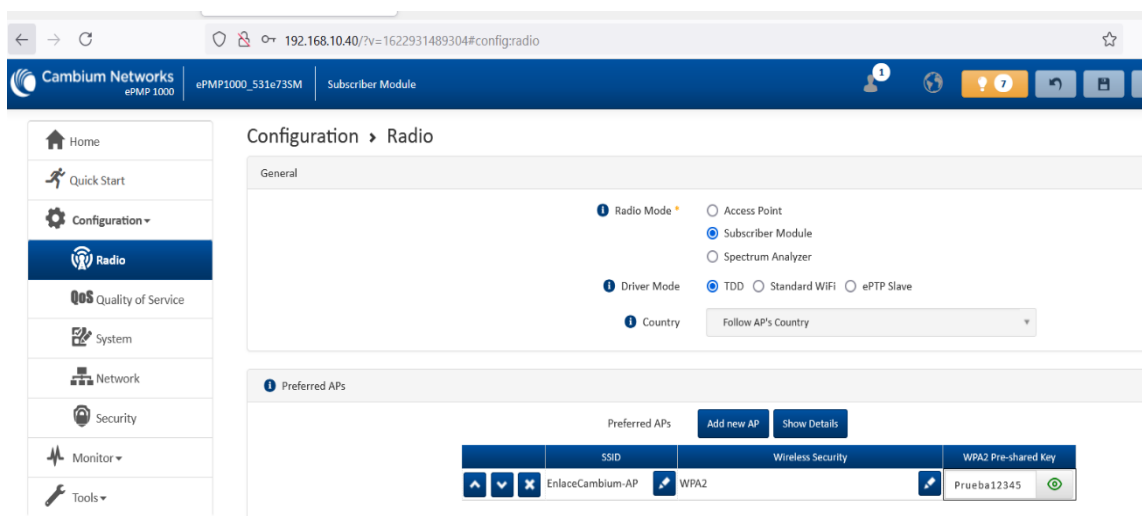 192.168.10.40/?v=1622931489304#config:radio
Cambium Networks
ePMP 1000
ePMP1000_531e73SM
Subscriber Module
1
7
Home
Quick Start
Configuration
Radio
QoS Quality of Service
System
Network
Security
Monitor
Tools
Configuration › Radio
General
Radio Mode *
Access Point
Subscriber Module
Spectrum Analyzer
Driver Mode
TDD Standard WiFi ePTP Slave
Country
Follow AP's Country
Preferred APs
Preferred APs Add new AP Show Details
SSID Wireless Security WPA2 Pre-shared Key
EnlaceCambium-AP WPA2 Prueba12345